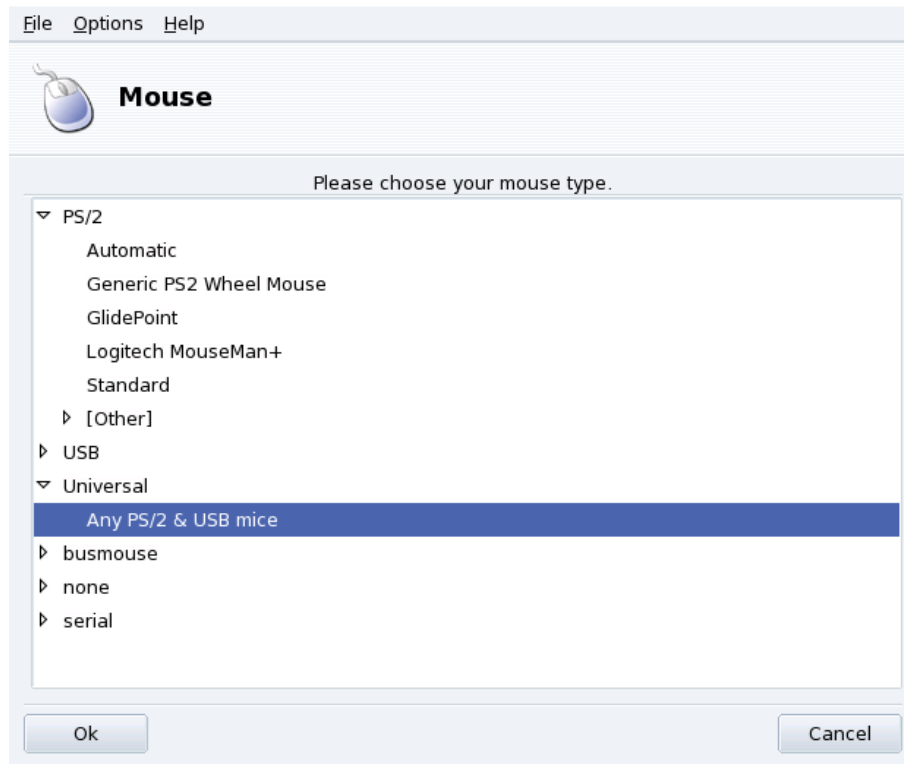 File Options Help
Mouse
Please choose your mouse type.
PS/2
Automatic
Generic PS2 Wheel Mouse
GlidePoint
Logitech MouseMan+
Standard
[Other]
USB
Universal
Any PS/2 & USB mice
busmouse
none
serial
Ok Cancel